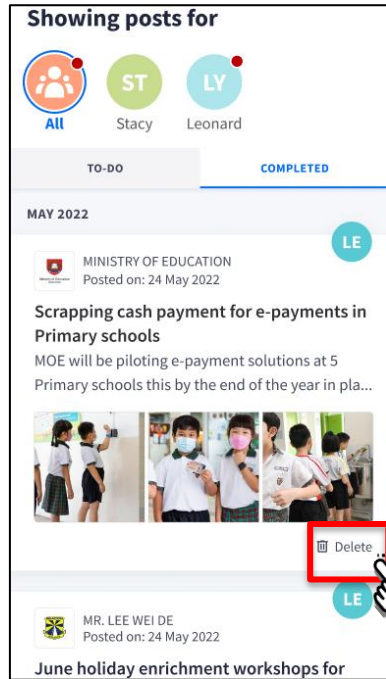 Showing posts for
ST
LY
All
Stacy
Leonard
TO-DO
COMPLETED
MAY 2022
LE
MINISTRY OF EDUCATION
Posted on: 24 May 2022
Scrapping cash payment for e-payments in
Primary schools
MOE will be piloting e-payment solutions at 5
Primary schools this by the end of the year in pla...
Delete
LE
MR. LEE WEI DE
Posted on: 24 May 2022
June holiday enrichment workshops for